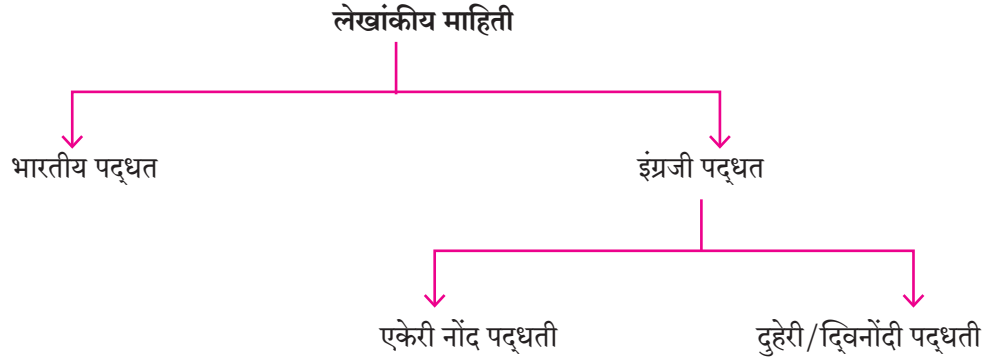 लेखांकीय माहिती
भारतीय पद्‌धत
इंग्रजी पद्‌धत
एकेरी नोंद पद्‌धती
दुहेरी/द्‌विनोंदी पद्‌धती